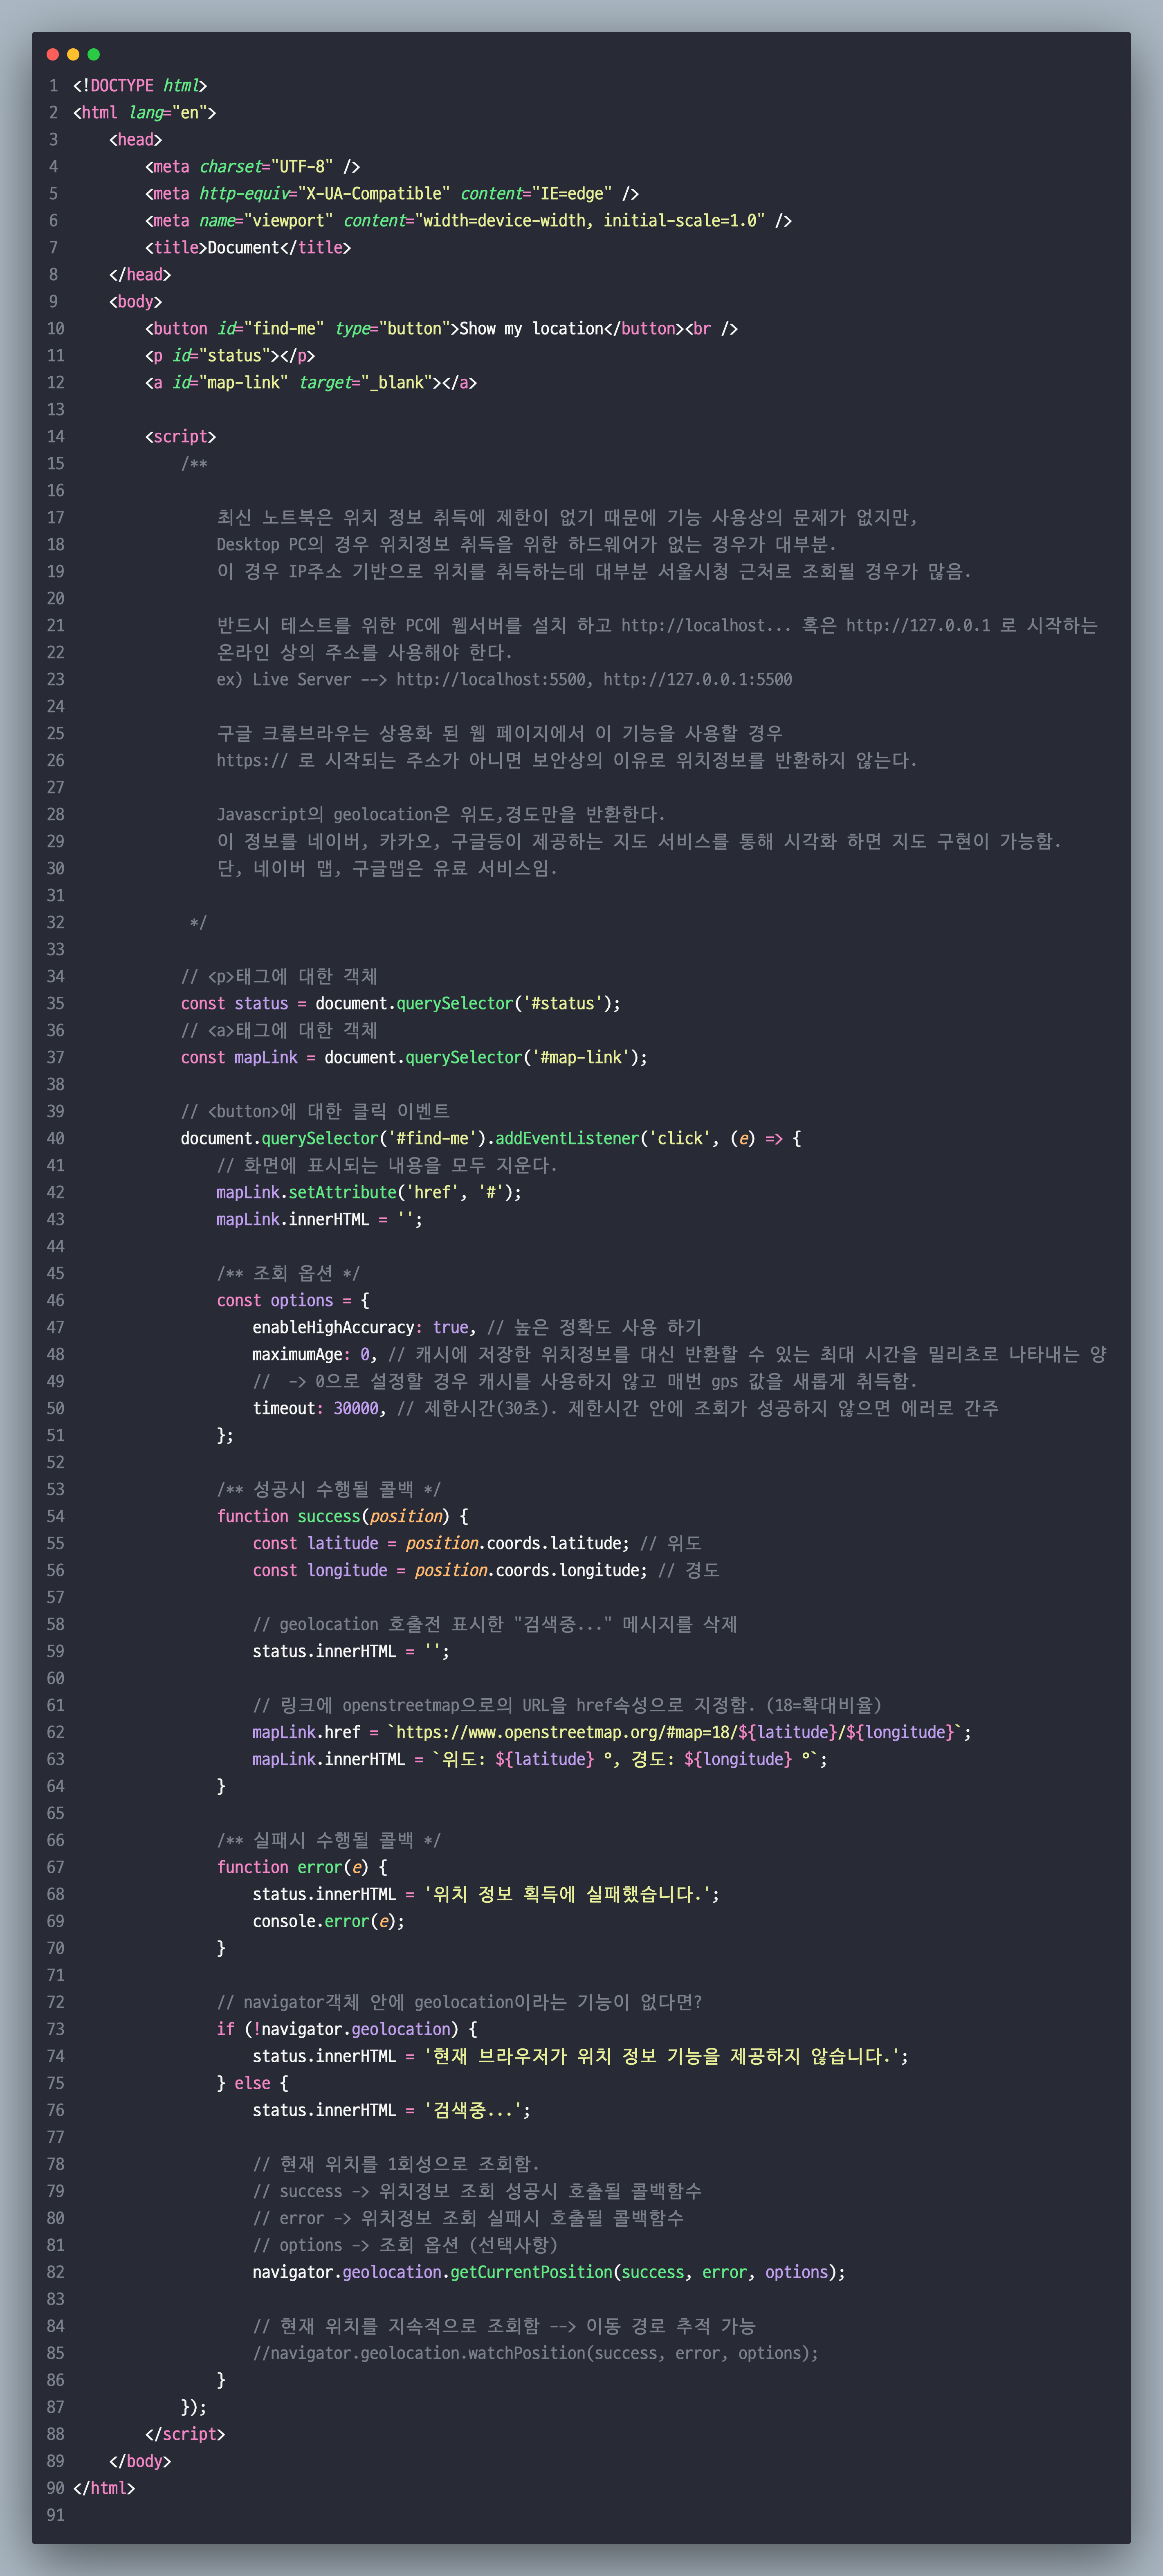 1 <!DOCTYPE html>
2 <html lang="en">
3     <head>
4         <meta charset="UTF-8" />
5         <meta http-equiv="X-UA-Compatible" content="IE=edge" />
6         <meta name="viewport" content="width=device-width, initial-scale=1.0" />
7         <title>Document</title>
8     </head>
9     <body>
10         <button id="find-me" type="button">Show my location</button><br />
11         <p id="status"></p>
12         <a id="map-link" target="_blank"></a>
13
14         <script>
15             /**
16
17                 최신 노트북은 위치 정보 취득에 제한이 없기 때문에 기능 사용상의 문제가 없지만,
18                 Desktop PC의 경우 위치정보 취득을 위한 하드웨어가 없는 경우가 대부분.
19                 이 경우 IP주소 기반으로 위치를 취득하는데 대부분 서울시청 근처로 조회될 경우가 많음.
20
21                 반드시 테스트를 위한 PC에 웹서버를 설치 하고 http://localhost... 혹은 http://127.0.0.1 로 시작하는
22                 온라인 상의 주소를 사용해야 한다.
23                 ex) Live Server --> http://localhost:5500, http://127.0.0.1:5500
24
25                 구글 크롬브라우는 상용화 된 웹 페이지에서 이 기능을 사용할 경우
26                 https:// 로 시작되는 주소가 아니면 보안상의 이유로 위치정보를 반환하지 않는다.
27
28                 Javascript의 geolocation은 위도,경도만을 반환한다.
29                 이 정보를 네이버, 카카오, 구글등이 제공하는 지도 서비스를 통해 시각화 하면 지도 구현이 가능함.
30                 단, 네이버 맵, 구글맵은 유료 서비스임.
31
32              */
33
34             // <p>태그에 대한 객체
35             const status = document.querySelector('#status');
36             // <a>태그에 대한 객체
37             const mapLink = document.querySelector('#map-link');
38
39             // <button>에 대한 클릭 이벤트
40             document.querySelector('#find-me').addEventListener('click', (e) => {
41                 // 화면에 표시되는 내용을 모두 지운다.
42                 mapLink.setAttribute('href', '#');
43                 mapLink.innerHTML = '';
44
45                 /** 조회 옵션 */
46                 const options = {
47                     enableHighAccuracy: true, // 높은 정확도 사용 하기
48                     maximumAge: 0, // 캐시에 저장한 위치정보를 대신 반환할 수 있는 최대 시간을 밀리초로 나타내는 양
49                     //  -> 0으로 설정할 경우 캐시를 사용하지 않고 매번 gps 값을 새롭게 취득함.
50                     timeout: 30000, // 제한시간(30초). 제한시간 안에 조회가 성공하지 않으면 에러로 간주
51                 };
52
53                 /** 성공시 수행될 콜백 */
54                 function success(position) {
55                     const latitude = position.coords.latitude; // 위도
56                     const longitude = position.coords.longitude; // 경도
57
58                     // geolocation 호출전 표시한 "검색중..." 메시지를 삭제
59                     status.innerHTML = '';
60
61                     // 링크에 openstreetmap으로의 URL을 href속성으로 지정함. (18=확대비율)
62                     mapLink.href = `https://www.openstreetmap.org/#map=18/${latitude}/${longitude}`;
63                     mapLink.innerHTML = `위도: ${latitude} °, 경도: ${longitude} °`;
64                 }
65
66                 /** 실패시 수행될 콜백 */
67                 function error(e) {
68                     status.innerHTML = '위치 정보 획득에 실패했습니다.';
69                     console.error(e);
70                 }
71
72                 // navigator객체 안에 geolocation이라는 기능이 없다면?
73                 if (!navigator.geolocation) {
74                     status.innerHTML = '현재 브라우저가 위치 정보 기능을 제공하지 않습니다.';
75                 } else {
76                     status.innerHTML = '검색중...';
77
78                     // 현재 위치를 1회성으로 조회함.
79                     // success -> 위치정보 조회 성공시 호출될 콜백함수
80                     // error -> 위치정보 조회 실패시 호출될 콜백함수
81                     // options -> 조회 옵션 (선택사항)
82                     navigator.geolocation.getCurrentPosition(success, error, options);
83
84                     // 현재 위치를 지속적으로 조회함 --> 이동 경로 추적 가능
85                     //navigator.geolocation.watchPosition(success, error, options);
86                 }
87             });
88         </script>
89     </body>
90 </html>
91